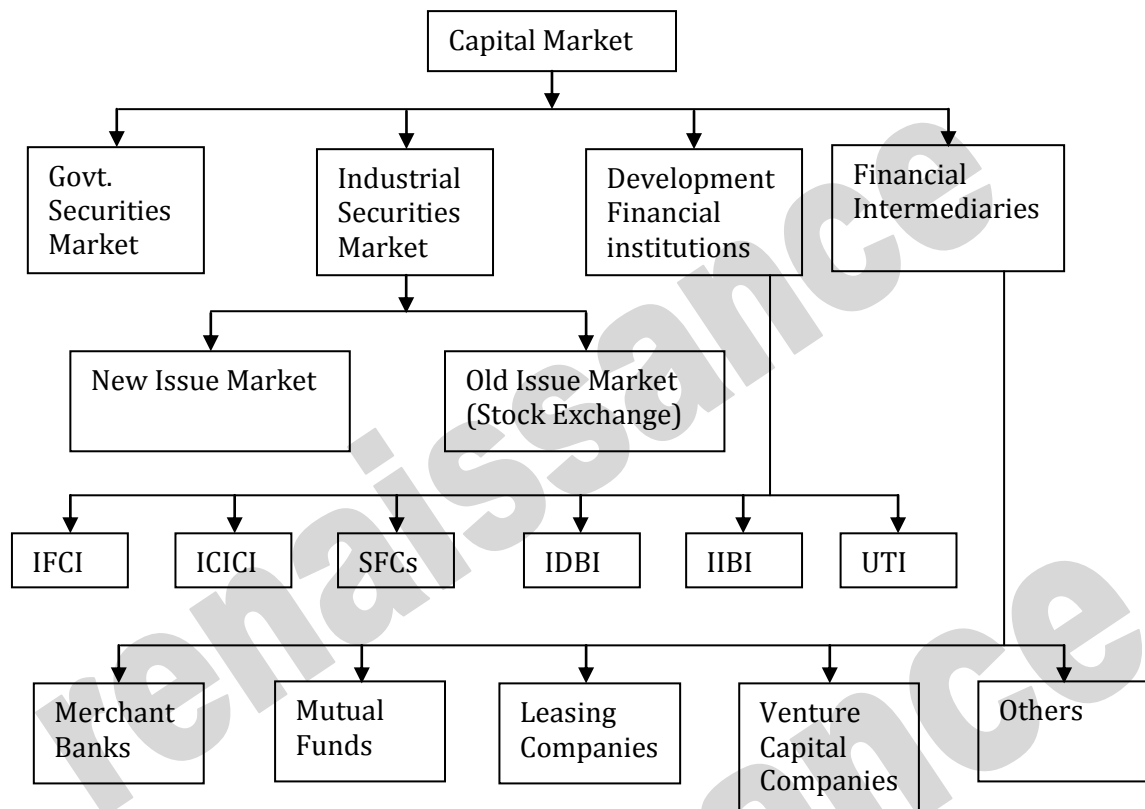 Capital Market
Govt.
Securities
Market
Industrial
Securities
Market
Development
Financial
institutions
Financial
Intermediaries
New Issue Market
Old Issue Market
(Stock Exchange)
IFCI
ICICI
SFCs
IDBI
IIBI
UTI
Merchant
Banks
Mutual
Funds
Leasing
Companies
Venture
Capital
Companies
Others
renaissance